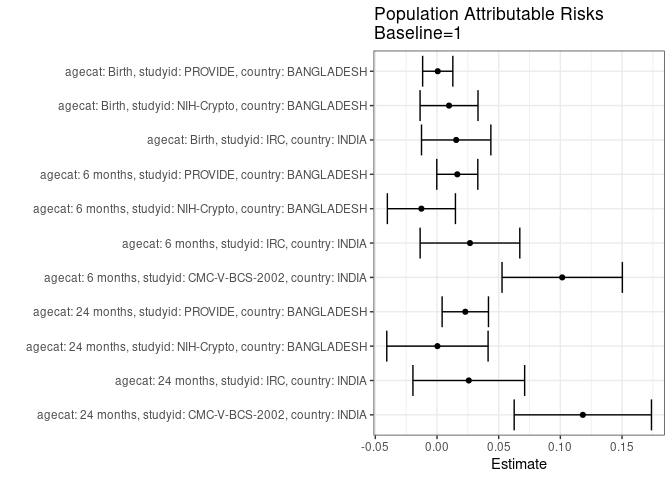 Population Attributable Risks
Baseline=1
agecat: Birth, studyid: PROVIDE, country: BANGLADESH
agecat: Birth, studyid: NIH-Crypto, country: BANGLADESH
agecat: Birth, studyid: IRC, country: INDIA
agecat: 6 months, studyid: PROVIDE, country: BANGLADESH
agecat: 6 months, studyid: NIH-Crypto, country: BANGLADESH
agecat: 6 months, studyid: IRC, country: INDIA
agecat: 6 months, studyid: CMC-V-BCS-2002, country: INDIA
agecat: 24 months, studyid: PROVIDE, country: BANGLADESH
agecat: 24 months, studyid: NIH-Crypto, country: BANGLADESH
agecat: 24 months, studyid: IRC, country: INDIA
agecat: 24 months, studyid: CMC-V-BCS-2002, country: INDIA
-0.05 0.00 0.05 0.10 0.15
Estimate